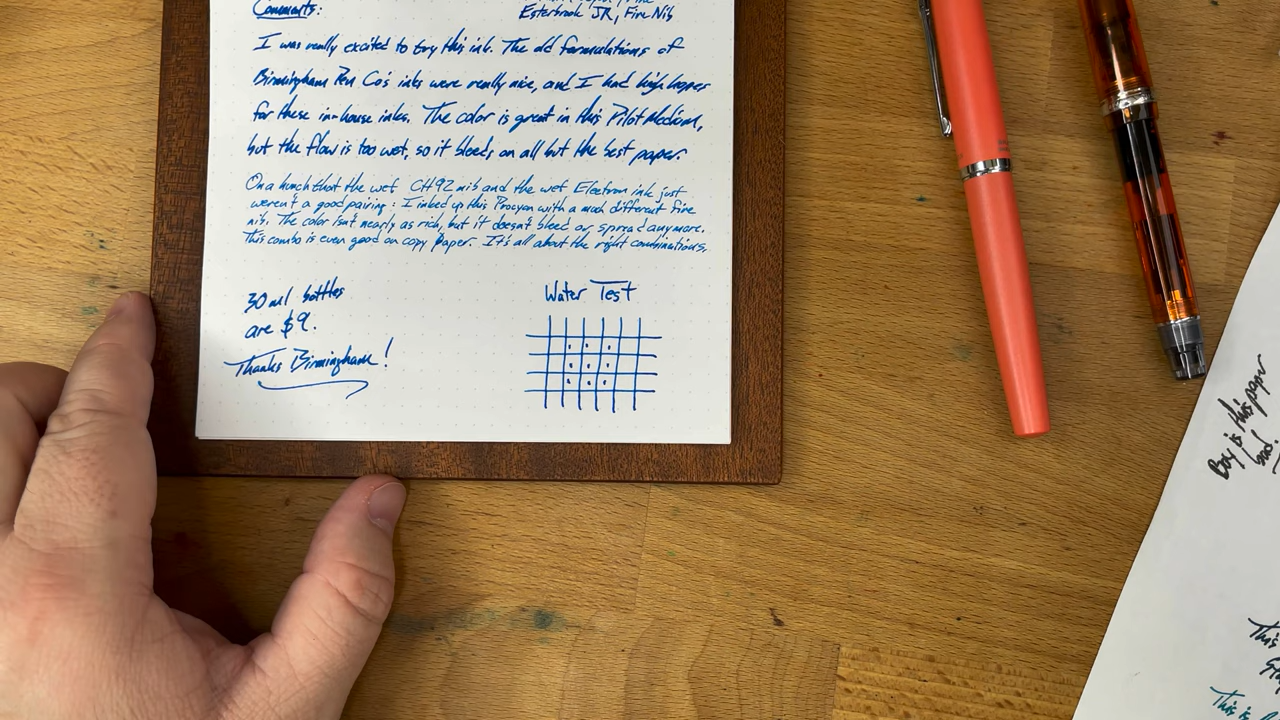 Comments:
Esterbrook JR, Fine Nib
I was really excited to try this ink. The old formulations of
Birmingham Pen Co's inks were really nice, and I had high hopes
for these in-house inks. The color is great in this Pilot Medium,
but the flow is too wet, so it bleeds on all but the best paper.
On a hunch that the wet CH92 nib and the wet Electron ink just
weren't a good pairing: I inked up this Procyon with a much different fine
nib. The color isn't nearly as rich, but it doesn't bleed or spread anymore.
This combo is even good on copy paper. It's all about the right combinations.
30 ml bottles
are $9.
Thanks Birmingham!
Water Test
Boy is this paper
bad.
This
This is